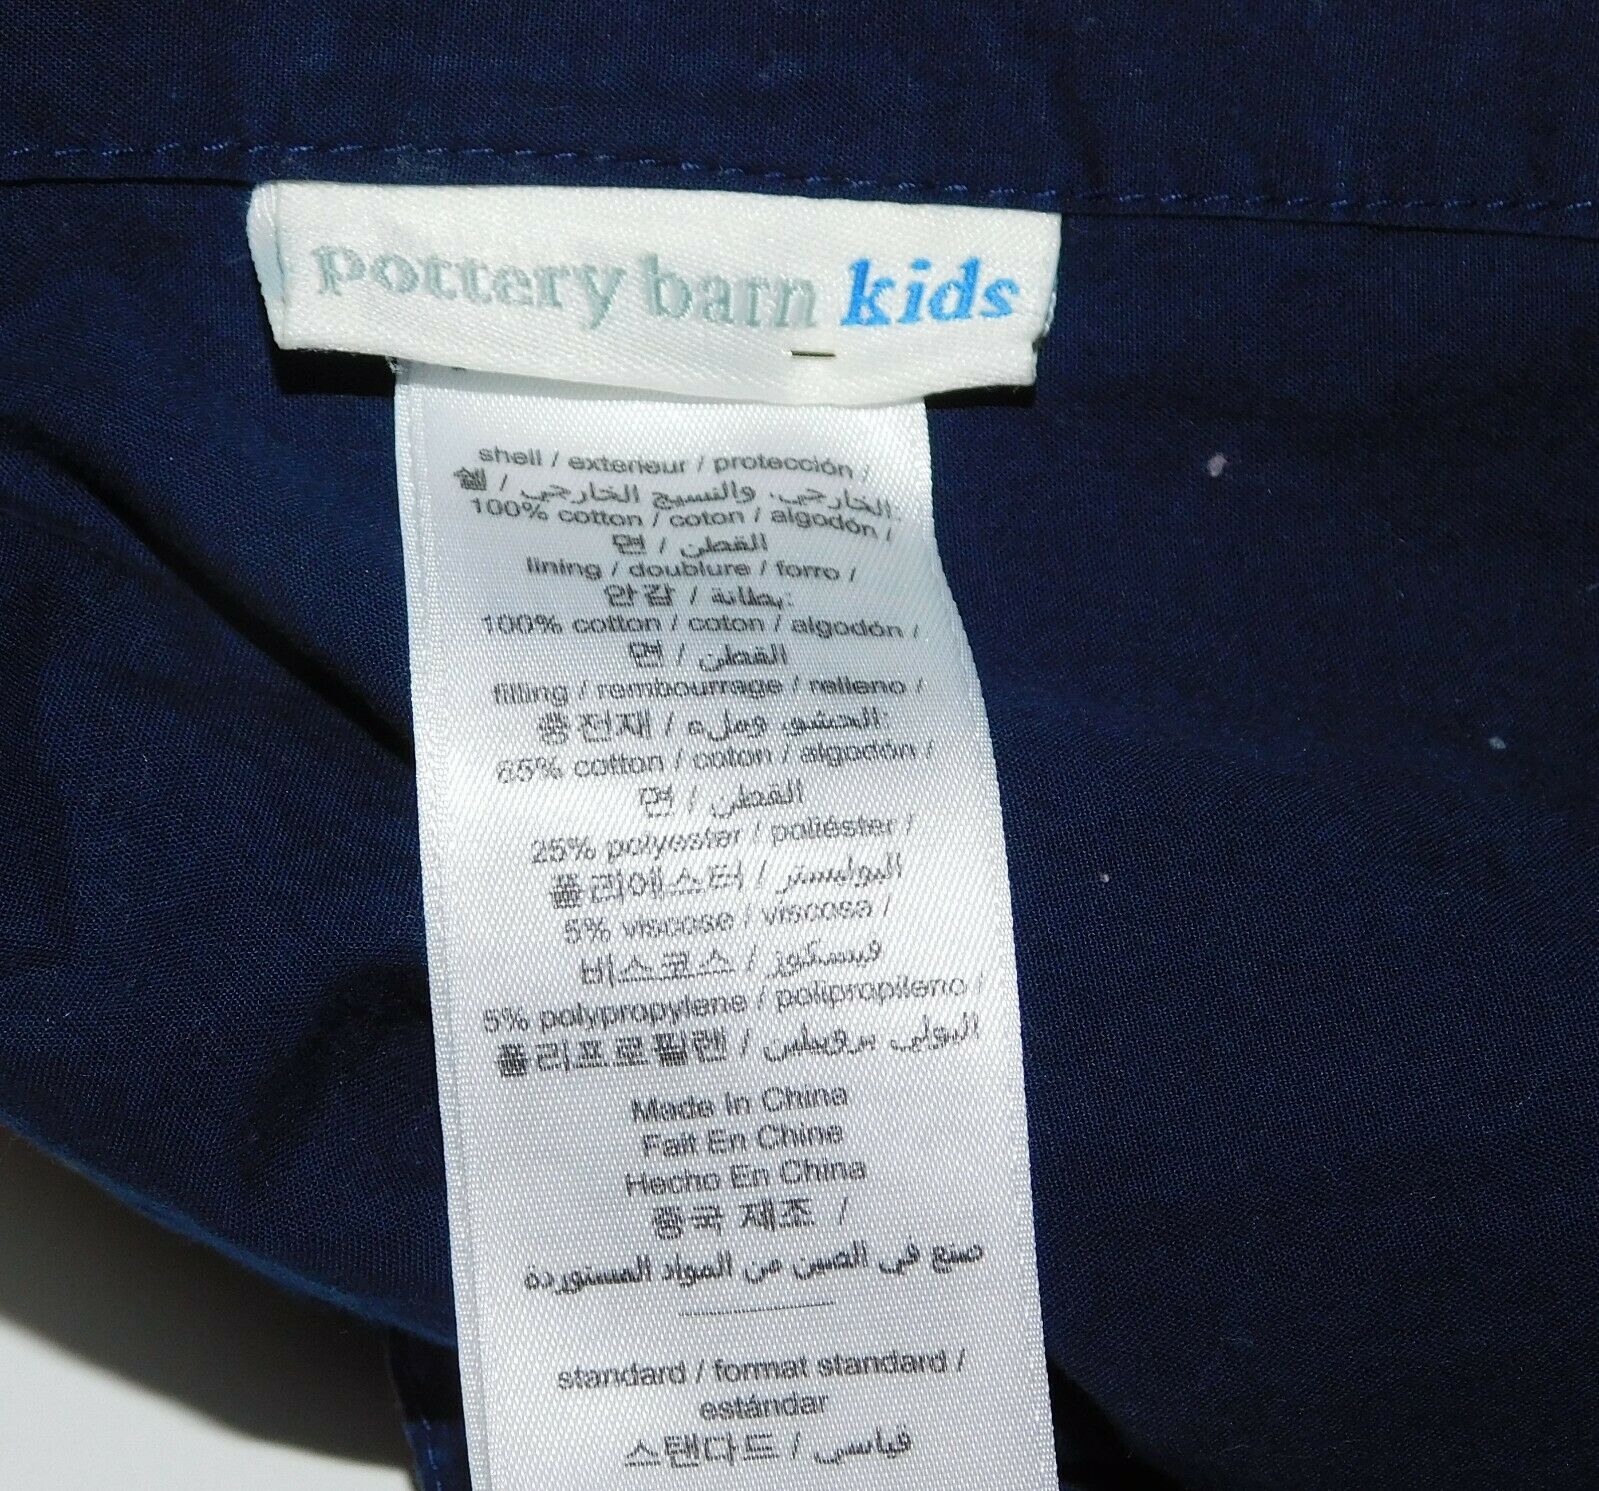 pottery barn kids
shell / exterieur / protección /
쉘 / الخارجي. والنسيج الخارجي:
100% cotton / coton / algodón /
면 / القطن
lining / doublure / forro /
안감 / بطانة:
100% cotton / coton / algodón /
면 / القطن
filling / rembourrage / relleno /
충전재 / الحشو وملء:
65% cotton / coton / algodón /
면 / القطن
25% polyester / poliéster /
폴리에스터 / البوليستر
5% viscose / viscosa /
비스코스 / فيسكوز
5% polypropylene / polipropileno /
폴리프로필렌 / البولي بروبيلين
Made In China
Fait En Chine
Hecho En China
중국 제조 /
صنع في الصين من المواد المستوردة
standard / format standard /
estándar
스탠다드 / قياسي